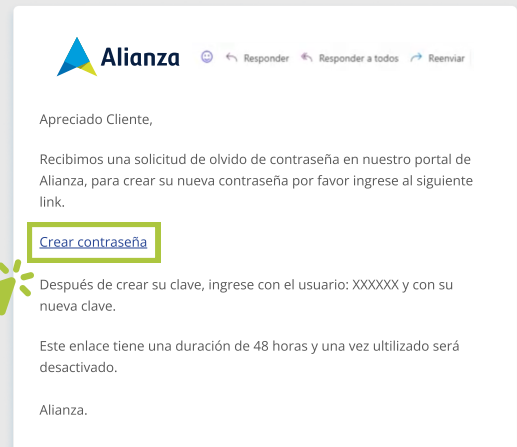 Alianza
Responder Responder a todos Reenviar
Apreciado Cliente,
Recibimos una solicitud de olvido de contraseña en nuestro portal de
Alianza, para crear su nueva contraseña por favor ingrese al siguiente
link.
Crear contraseña
Después de crear su clave, ingrese con el usuario: XXXXXX y con su
nueva clave.
Este enlace tiene una duración de 48 horas y una vez ultilizado será
desactivado.
Alianza.